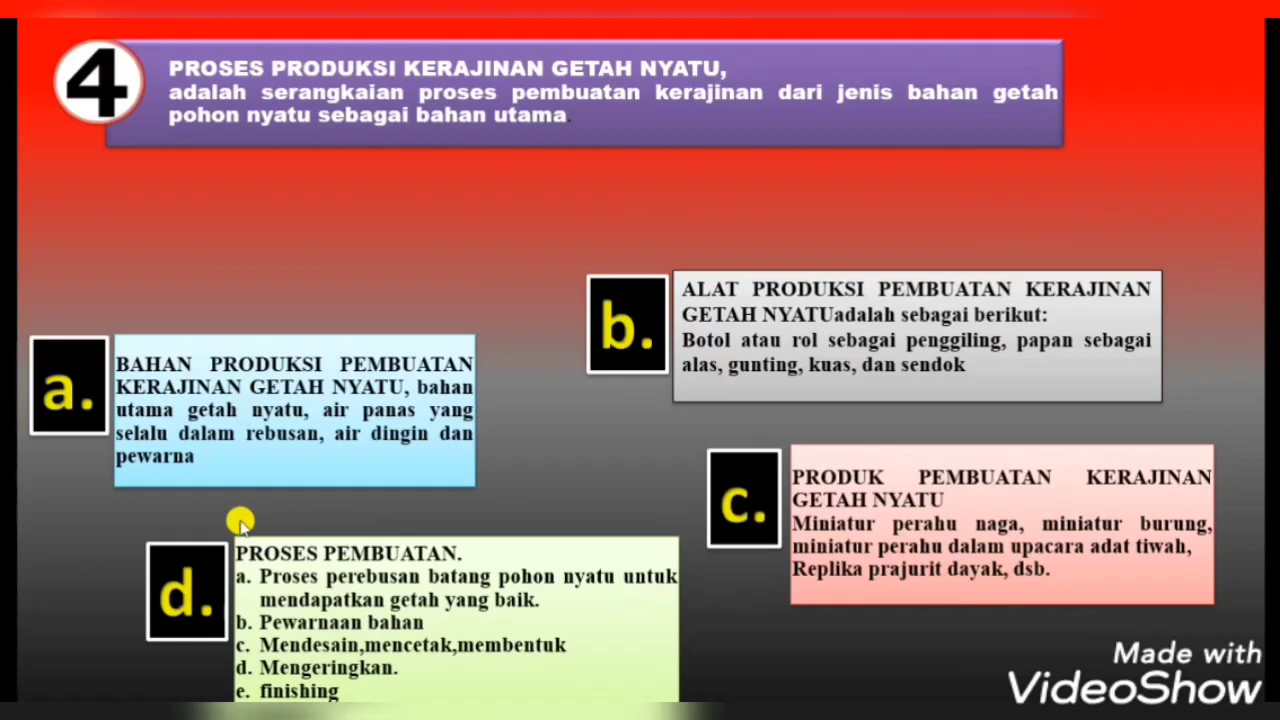 4
PROSES PRODUKSI KERAJINAN GETAH NYATU,
adalah serangkaian proses pembuatan kerajinan dari jenis bahan getah
pohon nyatu sebagai bahan utama.
a.
BAHAN PRODUKSI PEMBUATAN
KERAJINAN GETAH NYATU, bahan
utama getah nyatu, air panas yang
selalu dalam rebusan, air dingin dan
pewarna
b.
ALAT PRODUKSI PEMBUATAN KERAJINAN
GETAH NYATUadalah sebagai berikut:
Botol atau rol sebagai penggiling, papan sebagai
alas, gunting, kuas, dan sendok
c.
PRODUK PEMBUATAN KERAJINAN
GETAH NYATU
Miniatur perahu naga, miniatur burung,
miniatur perahu dalam upacara adat tiwah,
Replika prajurit dayak, dsb.
d.
PROSES PEMBUATAN.
a. Proses perebusan batang pohon nyatu untuk
mendapatkan getah yang baik.
b. Pewarnaan bahan
c. Mendesain,mencetak,membentuk
d. Mengeringkan.
e. finishing
Made with
VideoShow